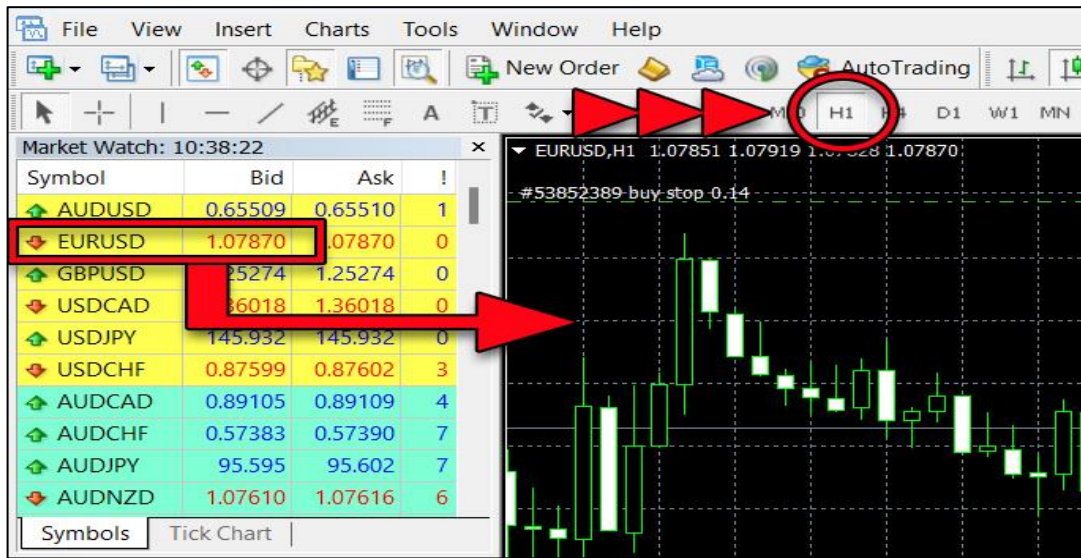 File View Insert Charts Tools Window Help
New Order AutoTrading
E F A T H1 D1 W1 MN
Market Watch: 10:38:22
EURUSD,H1 1.07851 1.07919 1.07870
Symbol Bid Ask !
#53852389 buy stop 0.14
AUDUSD 0.65509 0.65510 1
EURUSD 1.07870 1.07870 0
GBPUSD 1.25274 0
USDCAD 1.36018 0
USDJPY 145.932 145.932 0
USDCHF 0.87599 0.87602 3
AUDCAD 0.89105 0.89109 4
AUDCHF 0.57383 0.57390 7
AUDJPY 95.595 95.602 7
AUDNZD 1.07610 1.07616 6
Symbols Tick Chart